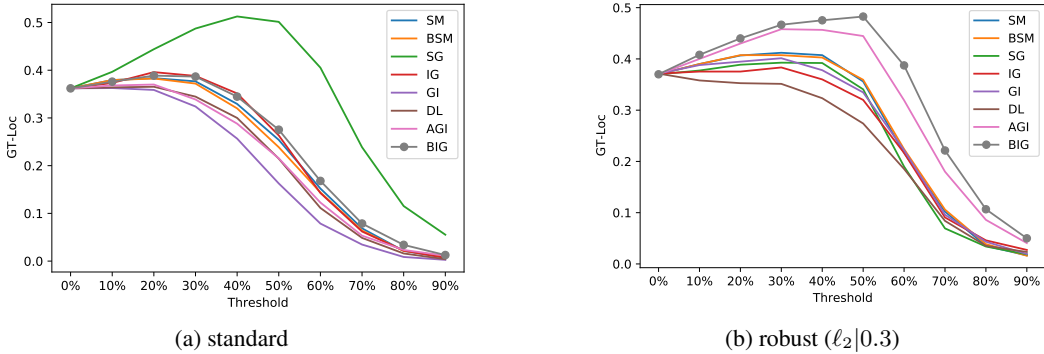 0.5
0.4
0.3
0.2
0.1
0.0
GT-Loc
0% 10% 20% 30% 40% 50% 60% 70% 80% 90%
Threshold
SM
BSM
SG
IG
GI
DL
AGI
BIG
(a) standard
0.5
0.4
0.3
0.2
0.1
0.0
GT-Loc
0% 10% 20% 30% 40% 50% 60% 70% 80% 90%
Threshold
SM
BSM
SG
IG
GI
DL
AGI
BIG
(b) robust (ℓ₂|0.3)